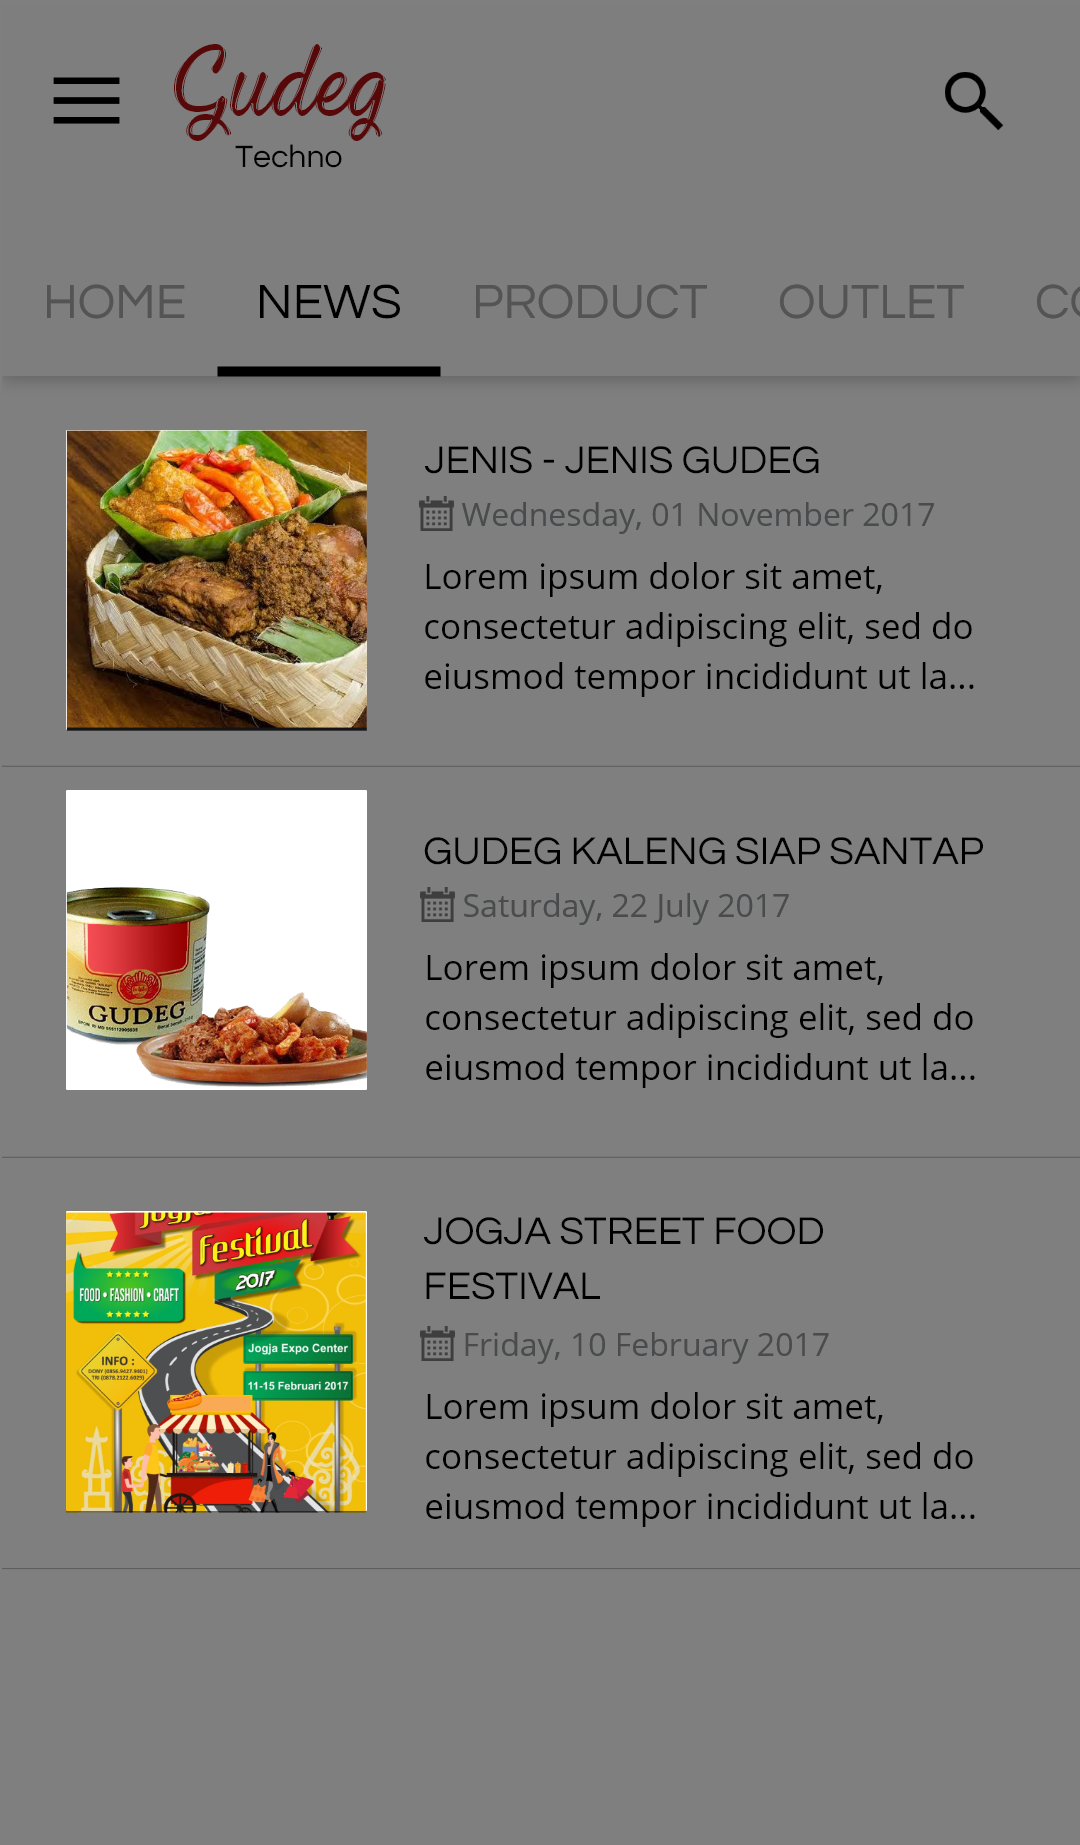 Gudeg
Techno
HOME NEWS PRODUCT OUTLET
JENIS - JENIS GUDEG
Wednesday, 01 November 2017
Lorem ipsum dolor sit amet,
consectetur adipiscing elit, sed do
eiusmod tempor incididunt ut la...
GUDEG
GUDEG KALENG SIAP SANTAP
Saturday, 22 July 2017
Lorem ipsum dolor sit amet,
consectetur adipiscing elit, sed do
eiusmod tempor incididunt ut la...
festival
2017
FOOD • FASHION • CRAFT
INFO :
Jogja Expo Center
11-15 Februari 2017
JOGJA STREET FOOD
FESTIVAL
Friday, 10 February 2017
Lorem ipsum dolor sit amet,
consectetur adipiscing elit, sed do
eiusmod tempor incididunt ut la...